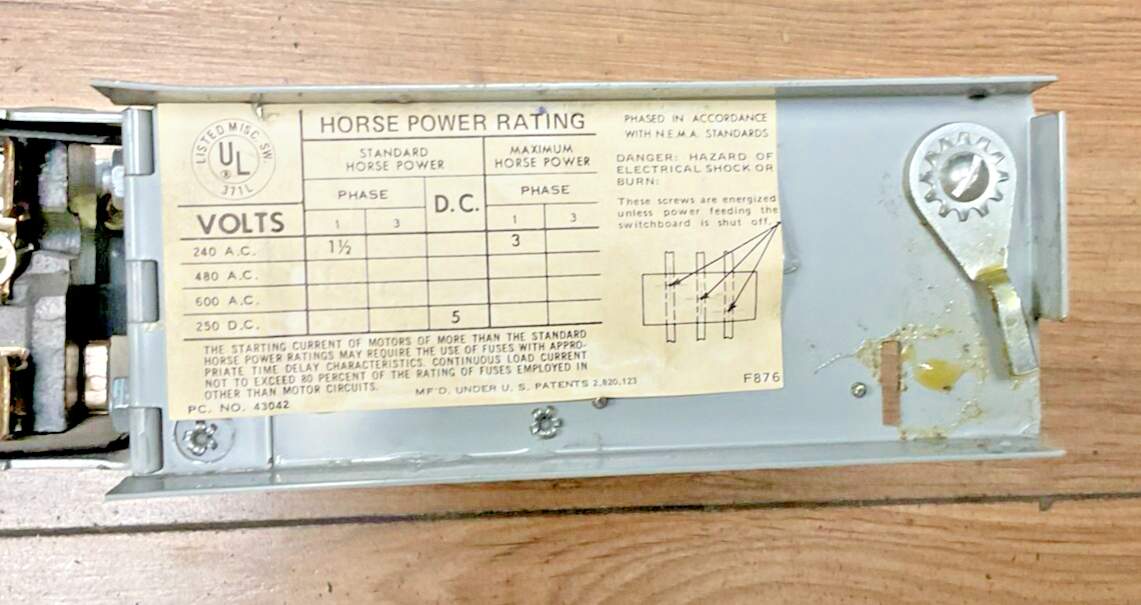 LISTED MISC. SW.
UL
®
371L
HORSE POWER RATING
STANDARD
HORSE POWER
MAXIMUM
HORSE POWER
PHASE
D.C.
PHASE
VOLTS
1 3 1 3
240 A.C. 1½ 3
480 A.C.
600 A.C.
250 D.C. 5
THE STARTING CURRENT OF MOTORS OF MORE THAN THE STANDARD
HORSE POWER RATINGS MAY REQUIRE THE USE OF FUSES WITH APPRO-
PRIATE TIME DELAY CHARACTERISTICS. CONTINUOUS LOAD CURRENT
NOT TO EXCEED 80 PERCENT OF THE RATING OF FUSES EMPLOYED IN
OTHER THAN MOTOR CIRCUITS.
MF'D. UNDER U. S. PATENTS 2,820,123
PC. NO. 43042
PHASED IN ACCORDANCE
WITH N.E.M.A. STANDARDS
DANGER: HAZARD OF
ELECTRICAL SHOCK OR
BURN:
These screws are energized
unless power feeding the
switchboard is shut off.
F876